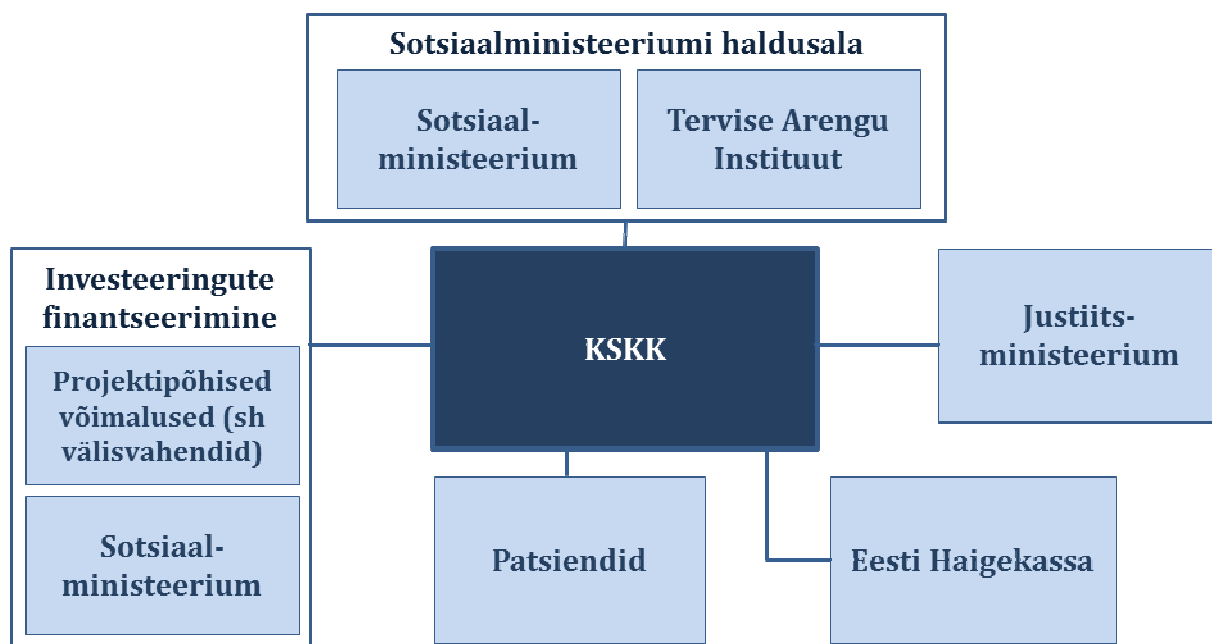 Sotsiaalministeeriumi haldusala
Sotsiaal-
ministeerium
Tervise Arengu
Instituut
Investeeringute
finantseerimine
Projektipõhised
võimalused (sh
välisvahendid)
Sotsiaal-
ministeerium
KSKK
Justiits-
ministeerium
Patsiendid
Eesti Haigekassa